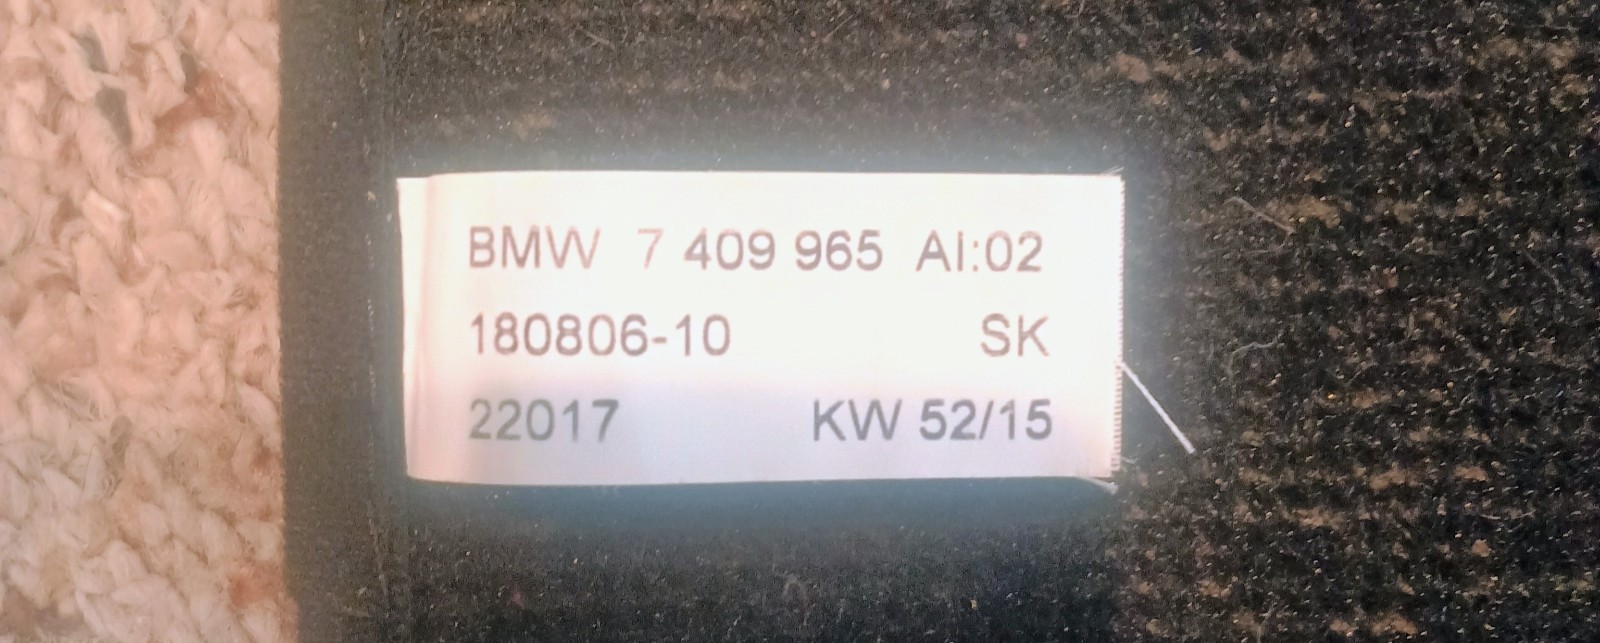 BMW 7 409 965 AI:02
180806-10 SK
22017 KW 52/15